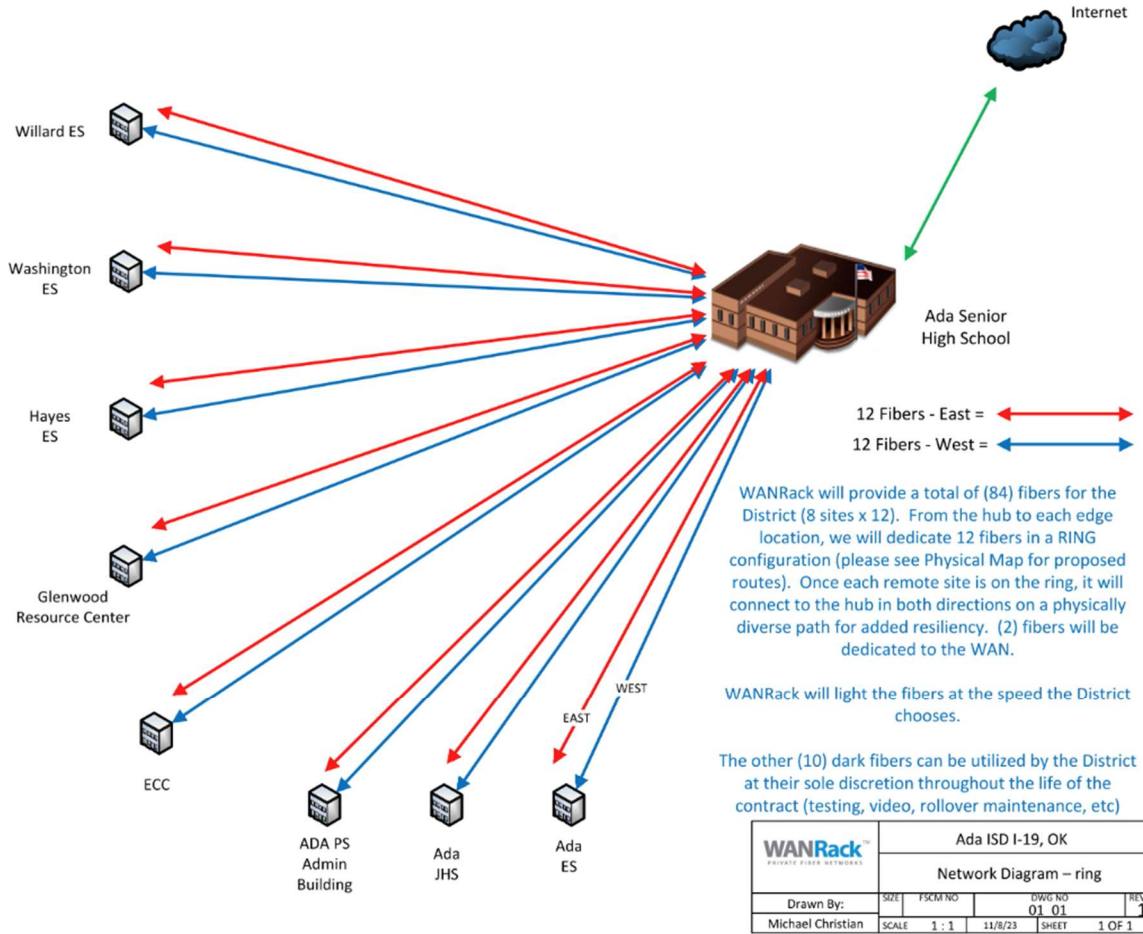 Internet
Willard ES
Washington
ES
Hayes
ES
Glenwood
Resource Center
ECC
ADA PS
Admin
Building
Ada
JHS
Ada
ES
EAST
WEST
Ada Senior
High School
12 Fibers - East =
12 Fibers - West =
WANRack will provide a total of (84) fibers for the
District (8 sites x 12). From the hub to each edge
location, we will dedicate 12 fibers in a RING
configuration (please see Physical Map for proposed
routes). Once each remote site is on the ring, it will
connect to the hub in both directions on a physically
diverse path for added resiliency. (2) fibers will be
dedicated to the WAN.
WANRack will light the fibers at the speed the District
chooses.
The other (10) dark fibers can be utilized by the District
at their sole discretion throughout the life of the
contract (testing, video, rollover maintenance, etc)
WANRack™
PRIVATE FIBER NETWORKS
Ada ISD I-19, OK
Network Diagram – ring
Drawn By:
Michael Christian
SIZE FSCM NO DWG NO REV
01 01 1
SCALE 1 : 1 11/8/23 SHEET 1 OF 1